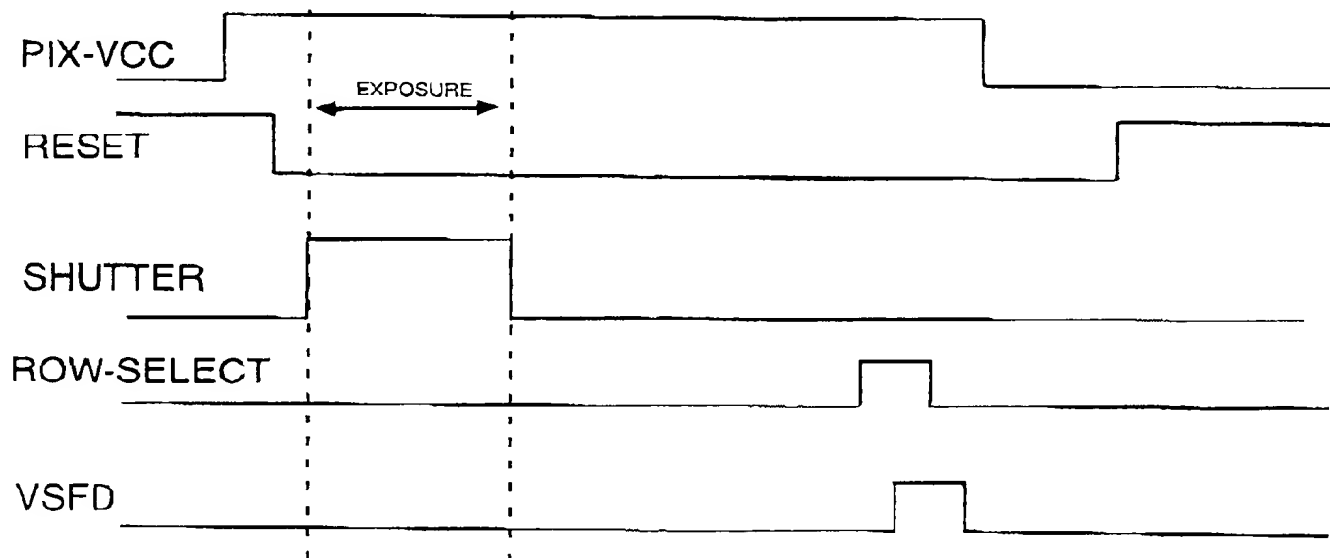 PIX-VCC
EXPOSURE
RESET
SHUTTER
ROW-SELECT
VSFD